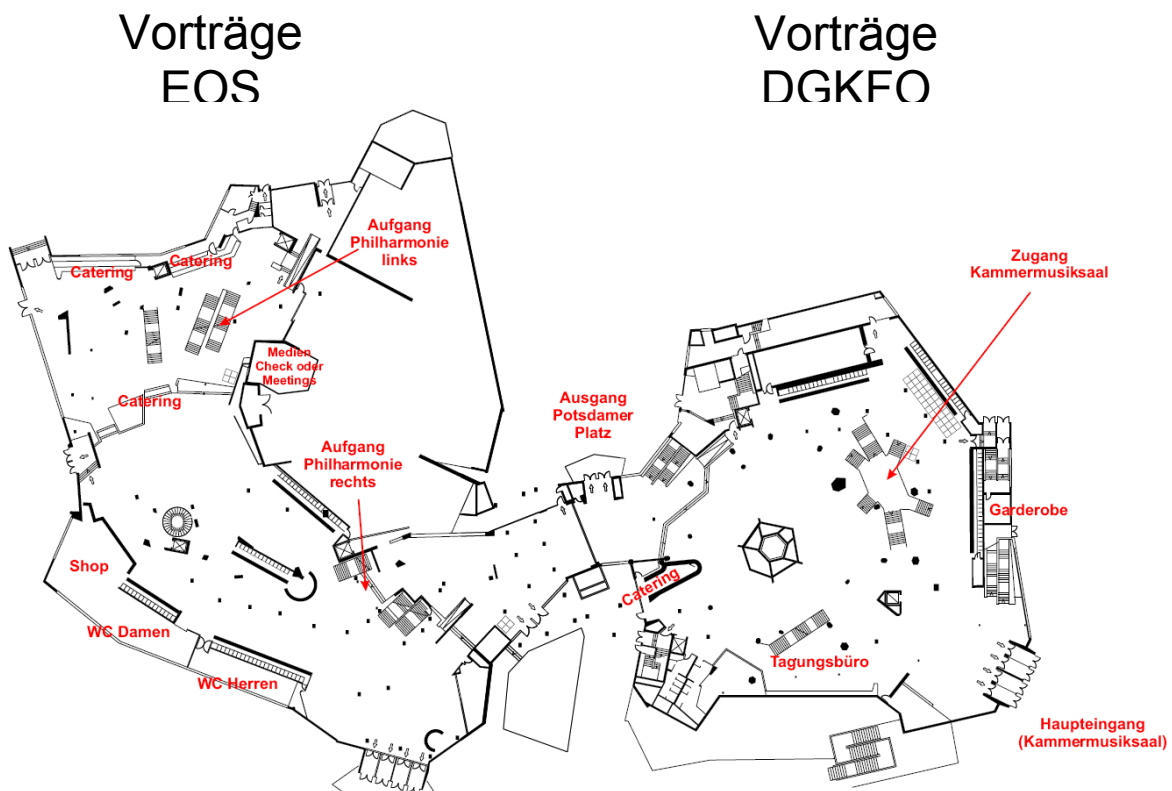 Vorträge
EOS
Vorträge
DGKFO
Aufgang
Philharmonie
links
Catering
Catering
Zugang
Kammermusiksaal
Medien
Check oder
Meetings
Catering
Ausgang
Potsdamer
Platz
Aufgang
Philharmonie
rechts
Garderobe
Shop
Catering
WC Damen
WC Herren
Tagungsbüro
Haupteingang
(Kammermusiksaal)